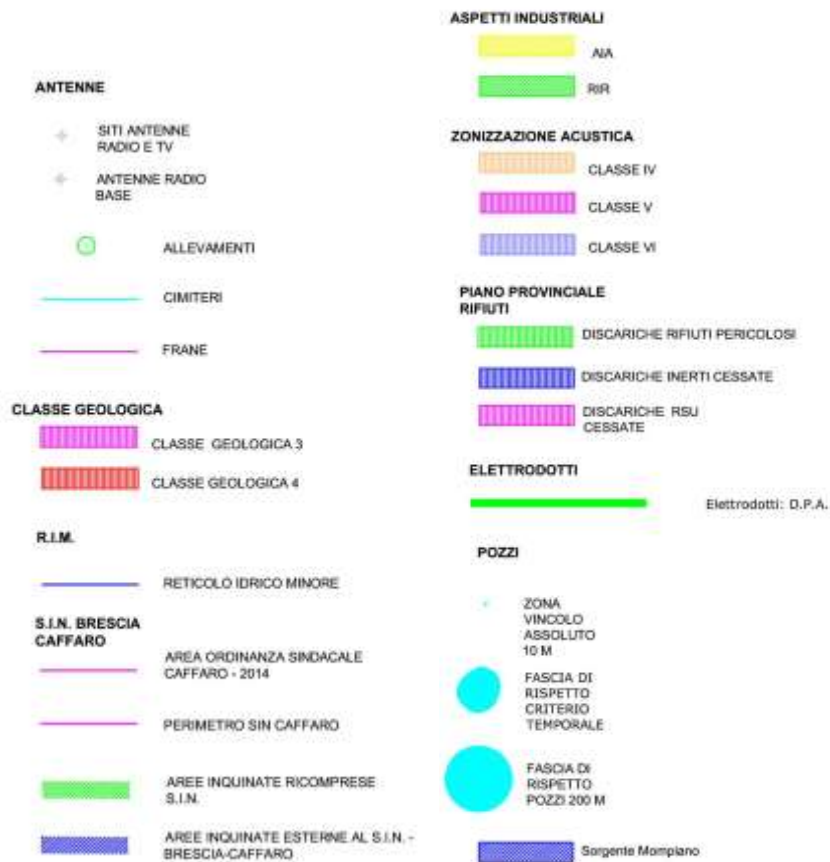 ANTENNE
SITI ANTENNE
RADIO E TV
ANTENNE RADIO
BASE
ALLEVAMENTI
CIMITERI
FRANE
CLASSE GEOLOGICA
CLASSE GEOLOGICA 3
CLASSE GEOLOGICA 4
R.I.M.
RETICOLO IDRICO MINORE
S.I.N. BRESCIA
CAFFARO
AREA ORDINANZA SINDACALE
CAFFARO - 2014
PERIMETRO SIN CAFFARO
AREE INQUINATE RICOMPRESE
S.I.N.
AREE INQUINATE ESTERNE AL S.I.N. -
BRESCIA-CAFFARO
ASPETTI INDUSTRIALI
AIA
RIR
ZONIZZAZIONE ACUSTICA
CLASSE IV
CLASSE V
CLASSE VI
PIANO PROVINCIALE
RIFIUTI
DISCARICHE RIFIUTI PERICOLOSI
DISCARICHE INERTI CESSATE
DISCARICHE RSU
CESSATE
ELETTRODOTTI
Elettrodotti: D.P.A.
POZZI
ZONA
VINCOLO
ASSOLUTO
10 M
FASCIA DI
RISPETTO
CRITERIO
TEMPORALE
FASCIA DI
RISPETTO
POZZI 200 M
Sorgente Mompiano